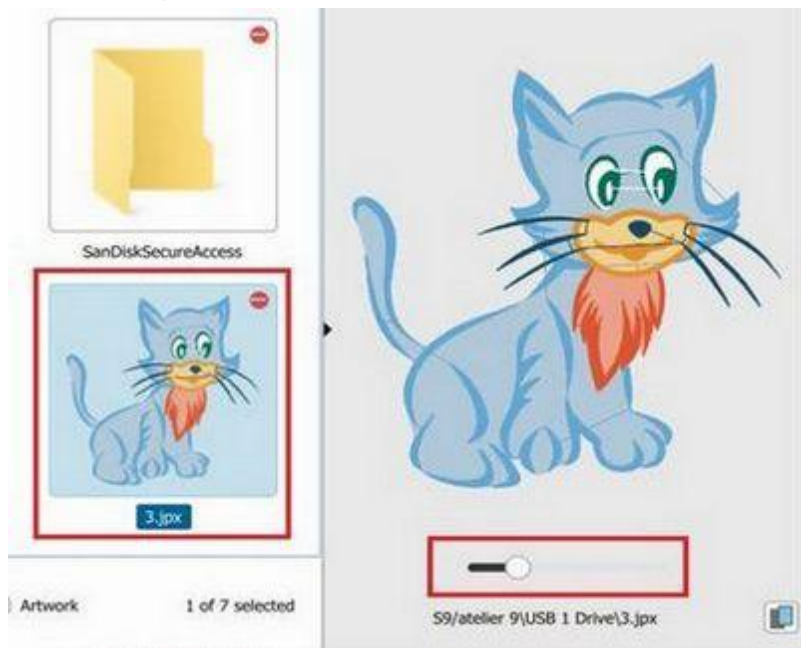 SanDiskSecureAccess
3.jpx
Artwork
1 of 7 selected
S9/atelier 9\USB 1 Drive\3.jpx